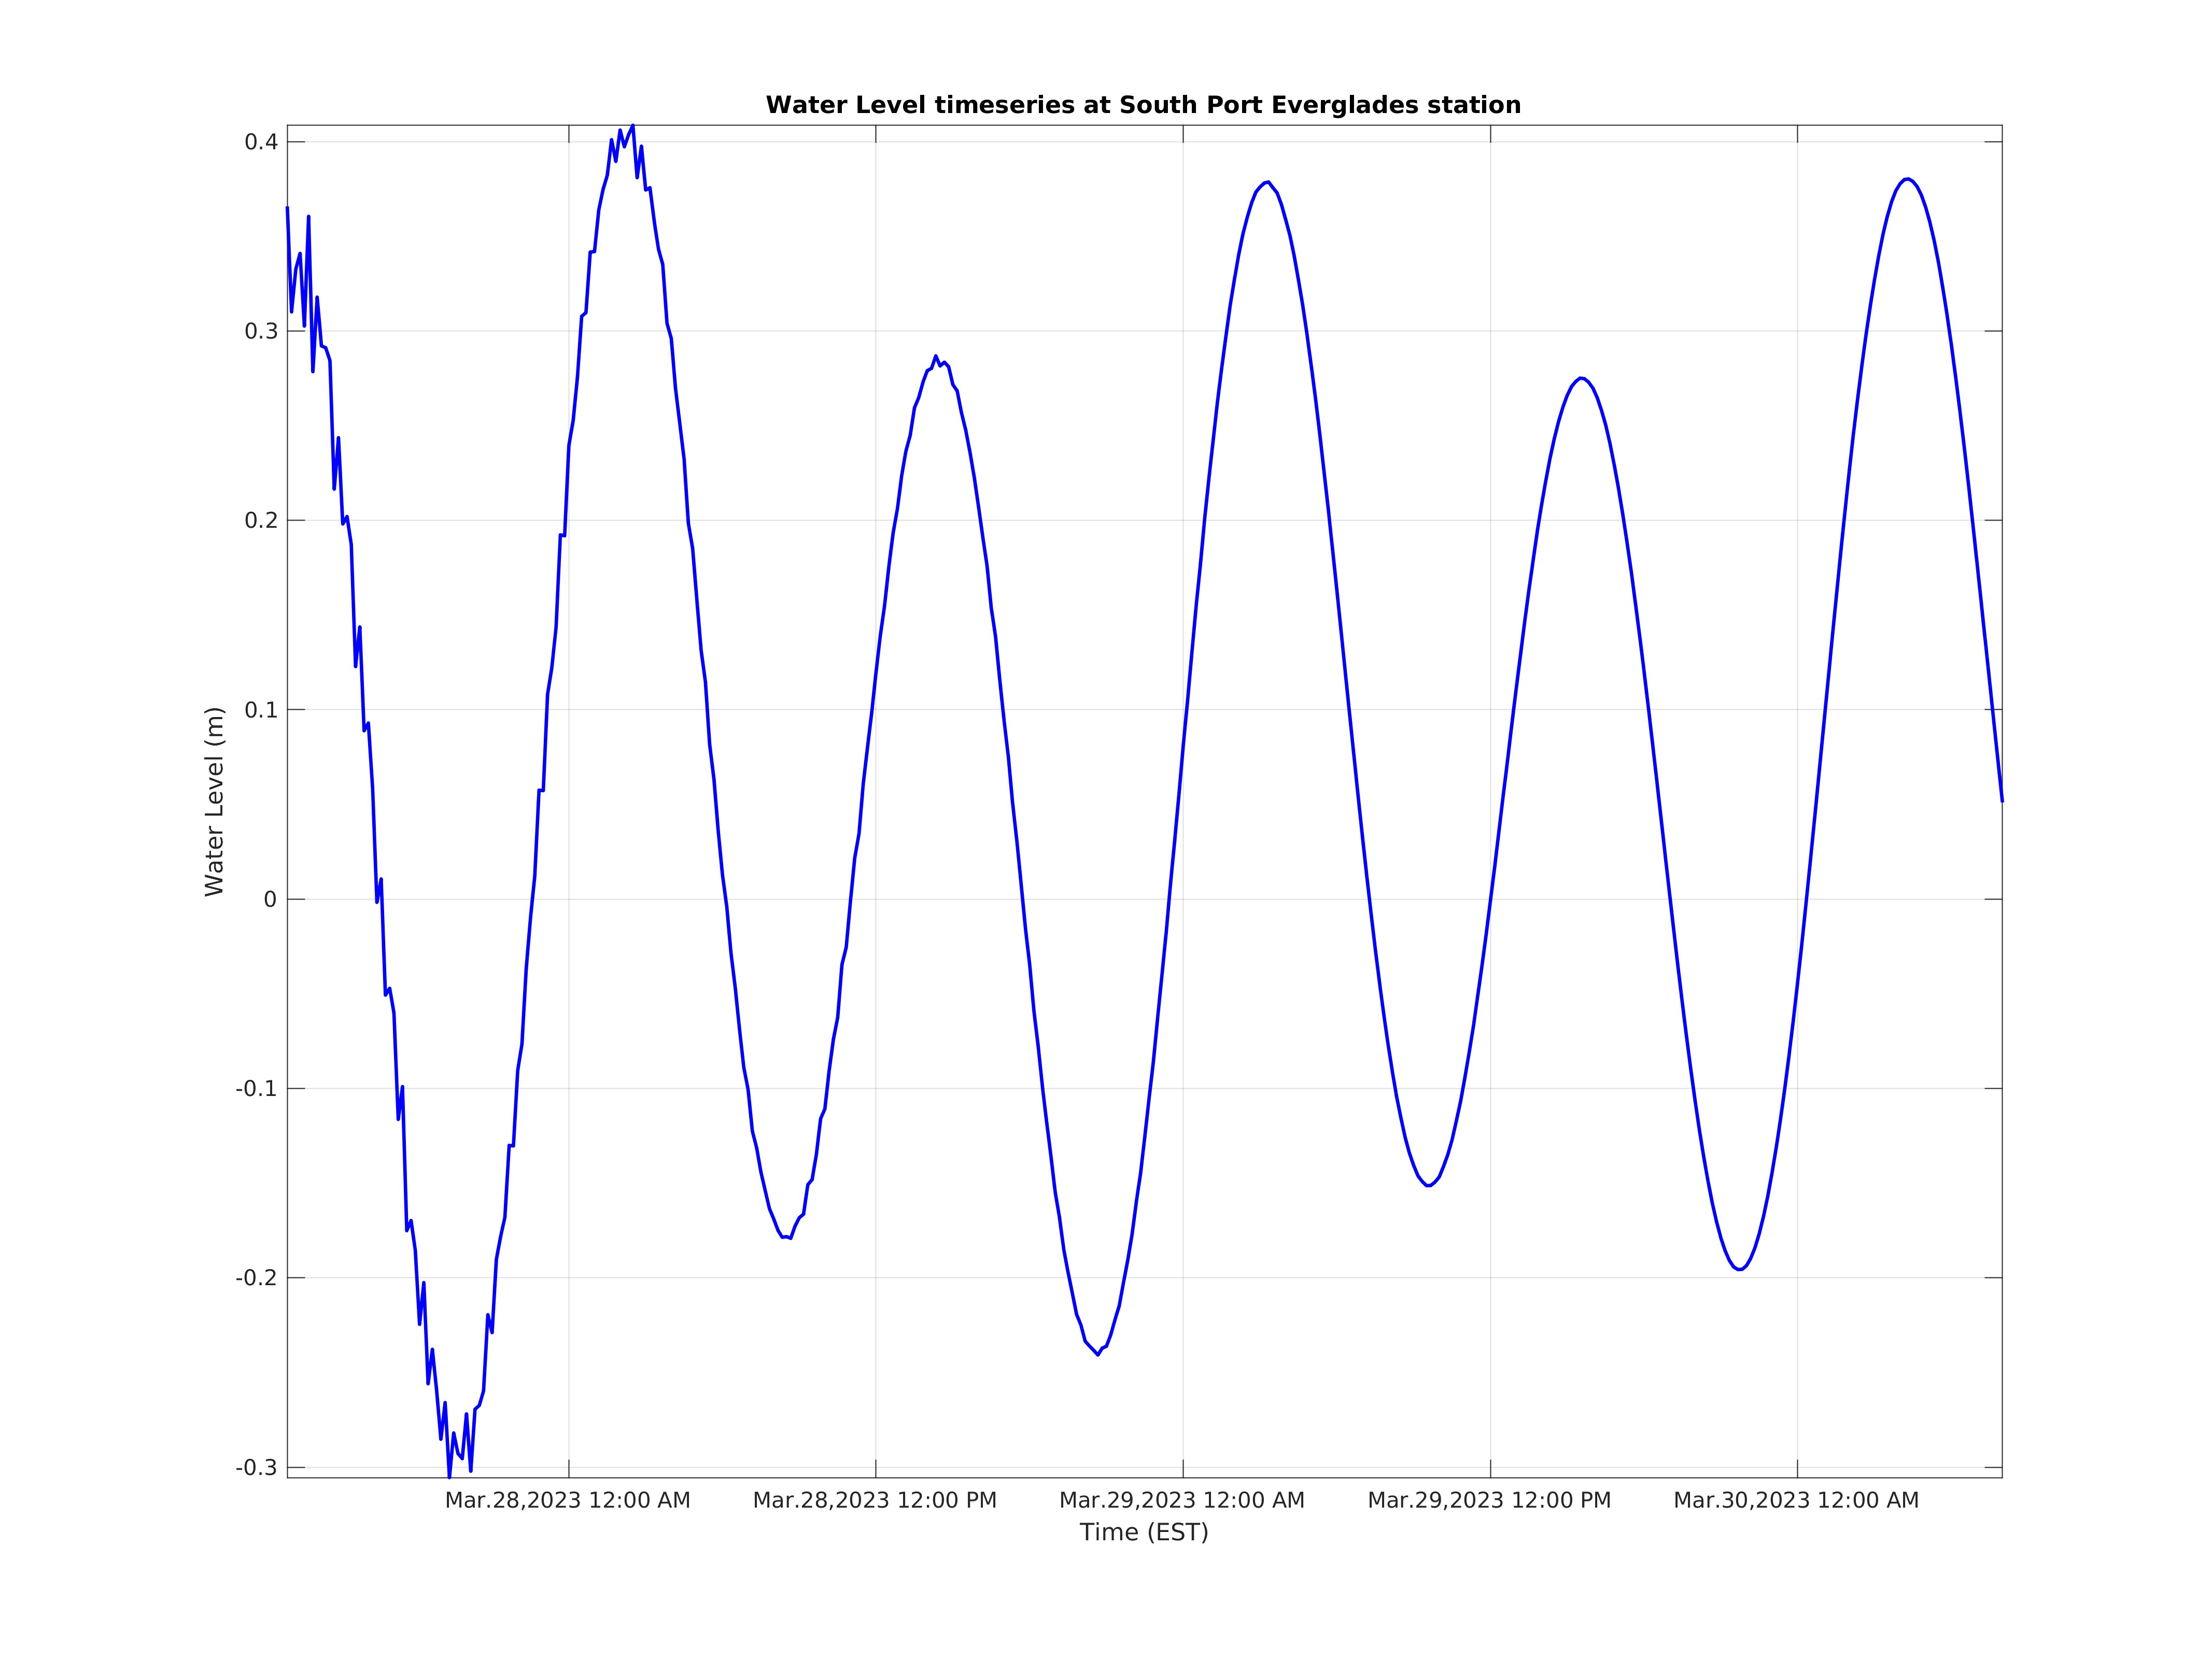 Water Level timeseries at South Port Everglades station
0.4
0.3
0.2
0.1
0
-0.1
-0.2
-0.3
Water Level (m)
Mar.28,2023 12:00 AM
Mar.28,2023 12:00 PM
Mar.29,2023 12:00 AM
Mar.29,2023 12:00 PM
Mar.30,2023 12:00 AM
Time (EST)